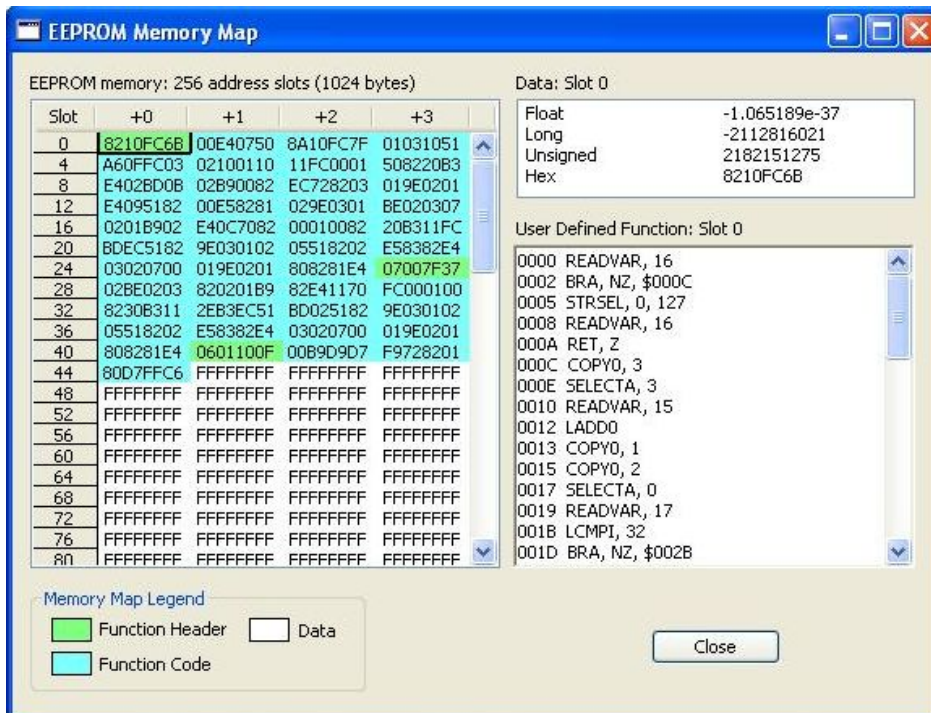 EEPROM Memory Map
EEPROM memory: 256 address slots (1024 bytes)
Slot +0 +1 +2 +3
0 8210FC6B 00E40750 8A10FC7F 01031051
4 A60FFC03 02100110 11FC0001 508220B3
8 E402BD0B 02B90082 EC728203 019E0201
12 E4095182 00E58281 029E0301 BE020307
16 0201B902 E40C7082 00010082 20B311FC
20 BDEC5182 9E030102 05518202 E58382E4
24 03020700 019E0201 808281E4 07007F37
28 02BE0203 820201B9 82E41170 FC000100
32 8230B311 2EB3EC51 BD025182 9E030102
36 05518202 E58382E4 03020700 019E0201
40 808281E4 0601100F 00B9D9D7 F9728201
44 80D7FFC6 FFFFFFFF FFFFFFFF FFFFFFFF
48 FFFFFFFF FFFFFFFF FFFFFFFF FFFFFFFF
52 FFFFFFFF FFFFFFFF FFFFFFFF FFFFFFFF
56 FFFFFFFF FFFFFFFF FFFFFFFF FFFFFFFF
60 FFFFFFFF FFFFFFFF FFFFFFFF FFFFFFFF
64 FFFFFFFF FFFFFFFF FFFFFFFF FFFFFFFF
68 FFFFFFFF FFFFFFFF FFFFFFFF FFFFFFFF
72 FFFFFFFF FFFFFFFF FFFFFFFF FFFFFFFF
76 FFFFFFFF FFFFFFFF FFFFFFFF FFFFFFFF
80 FFFFFFFF FFFFFFFF FFFFFFFF FFFFFFFF
Memory Map Legend
Function Header Data
Function Code
Data: Slot 0
Float -1.065189e-37
Long -2112816021
Unsigned 2182151275
Hex 8210FC6B
User Defined Function: Slot 0
0000 READVAR, 16
0002 BRA, NZ, $000C
0005 STRSEL, 0, 127
0008 READVAR, 16
000A RET, Z
000C COPY0, 3
000E SELECTA, 3
0010 READVAR, 15
0012 LADD0
0013 COPY0, 1
0015 COPY0, 2
0017 SELECTA, 0
0019 READVAR, 17
001B LCMPI, 32
001D BRA, NZ, $002B
Close